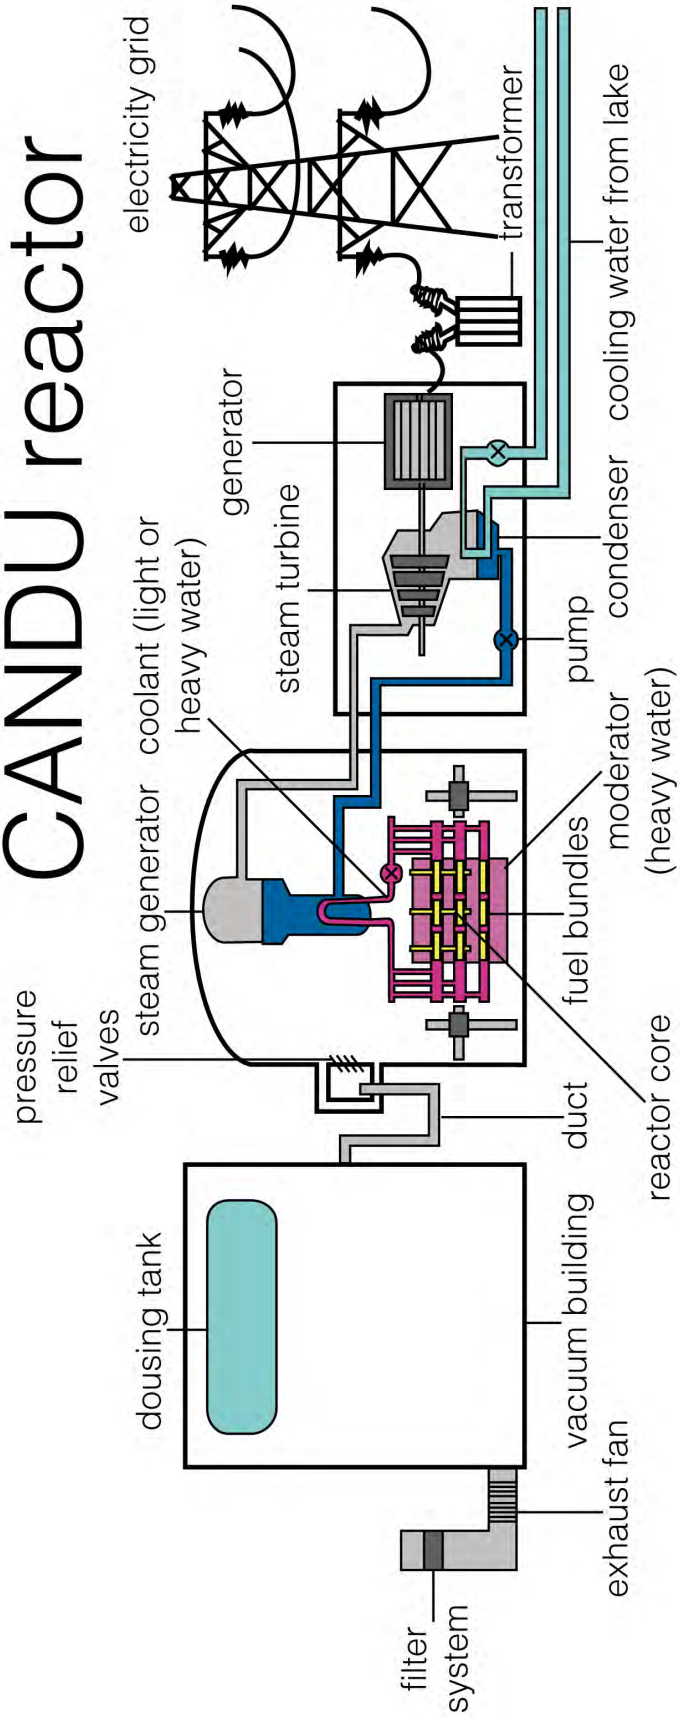 CANDU reactor
pressure
relief
valves
steam generator
coolant (light or
heavy water)
steam turbine
generator
electricity grid
dousing tank
filter
system
exhaust fan
vacuum building
duct
reactor core
fuel bundles
moderator
(heavy water)
pump
condenser
cooling water from lake
transformer